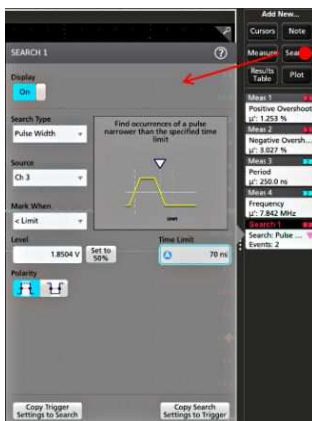 Add New...
Cursors
Note
Measure
Results
Table
Plot
SEARCH 1
Display
On
Search Type
Pulse Width
Find occurrences of a pulse
narrower than the specified time
limit
Limit
Source
Ch 3
Mark When
< Limit
Level
1.8504 V
Set to
50%
Time Limit
70 ns
Polarity
Copy Trigger
Settings to Search
Copy Search
Settings to Trigger
Meas 1
Positive Overshoot
µ': 1.253 %
Meas 2
Negative Oversh...
µ': 3.027 %
Meas 3
Period
µ': 250.0 ns
Meas 4
Frequency
µ': 7.842 MHz
Search 1
Search: Pulse ...
Events: 2